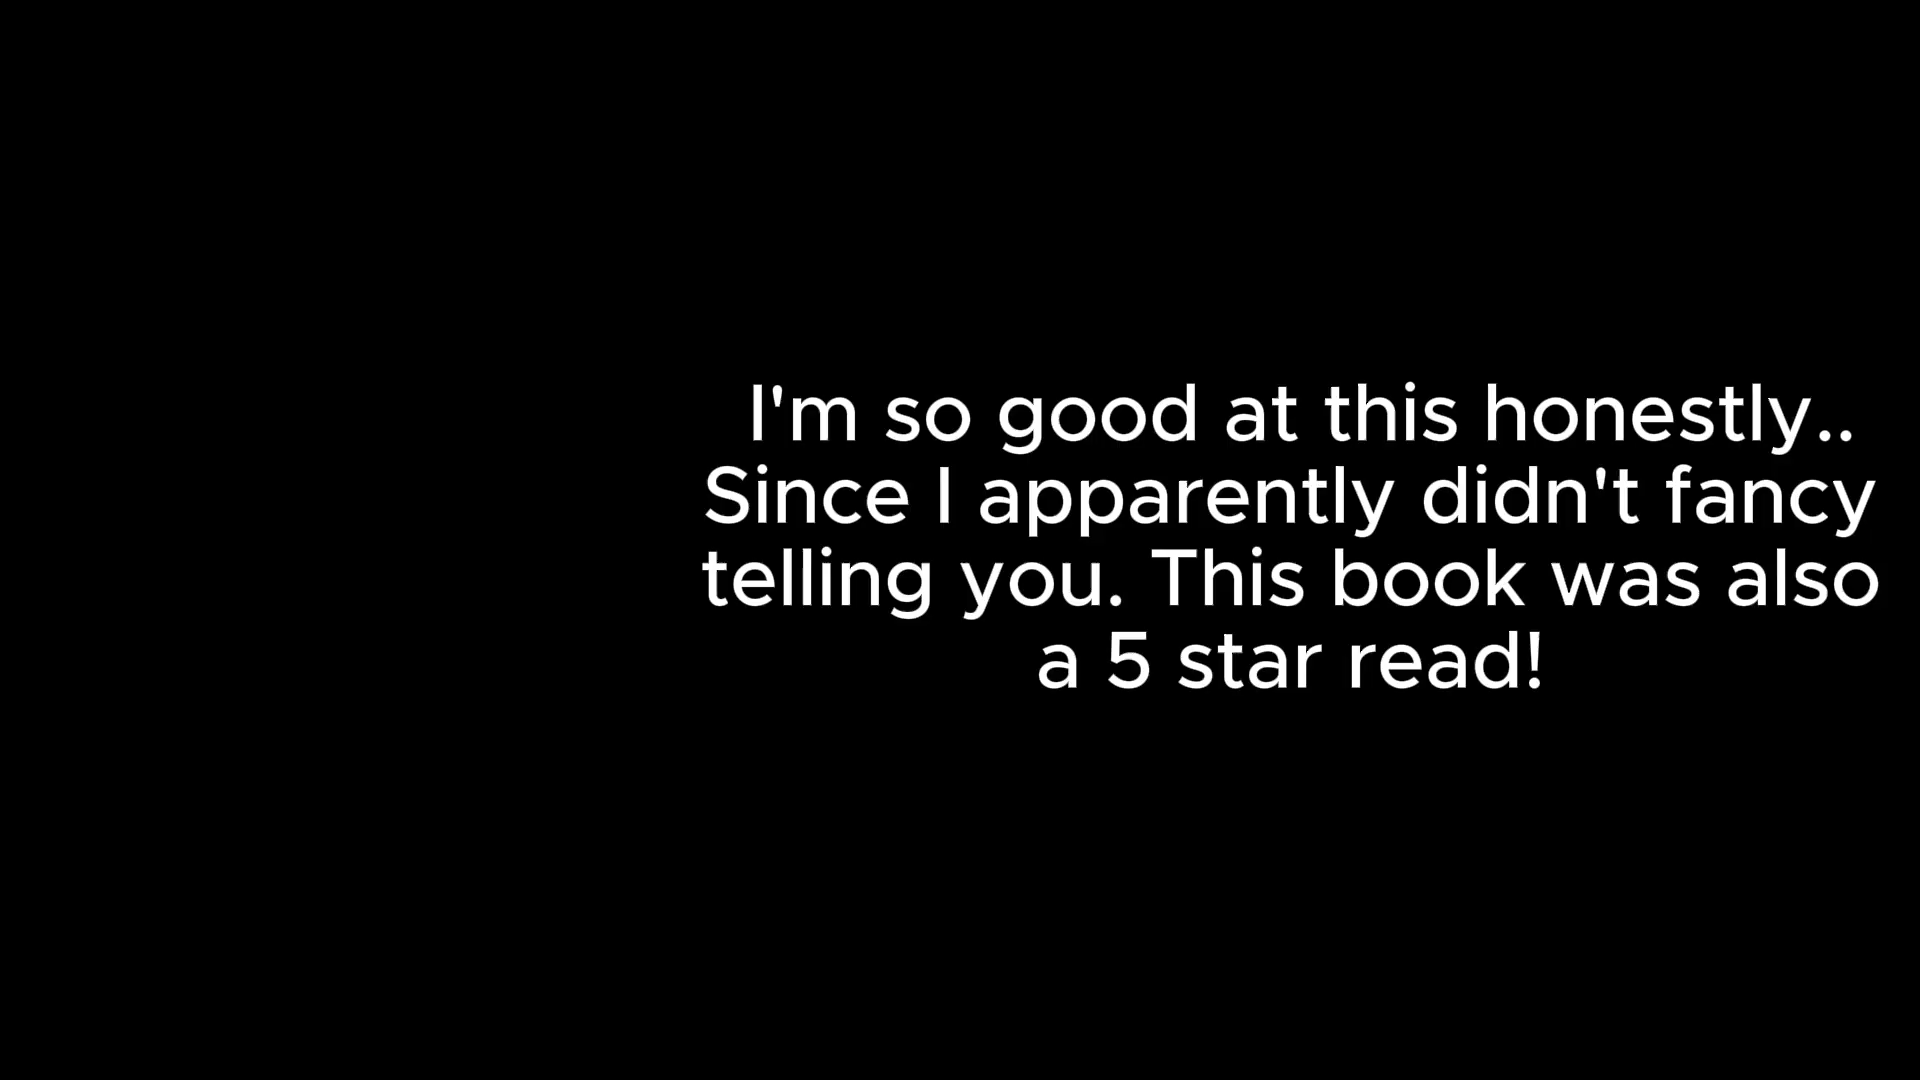 I'm so good at this honestly..
Since I apparently didn't fancy
telling you. This book was also
a 5 star read!